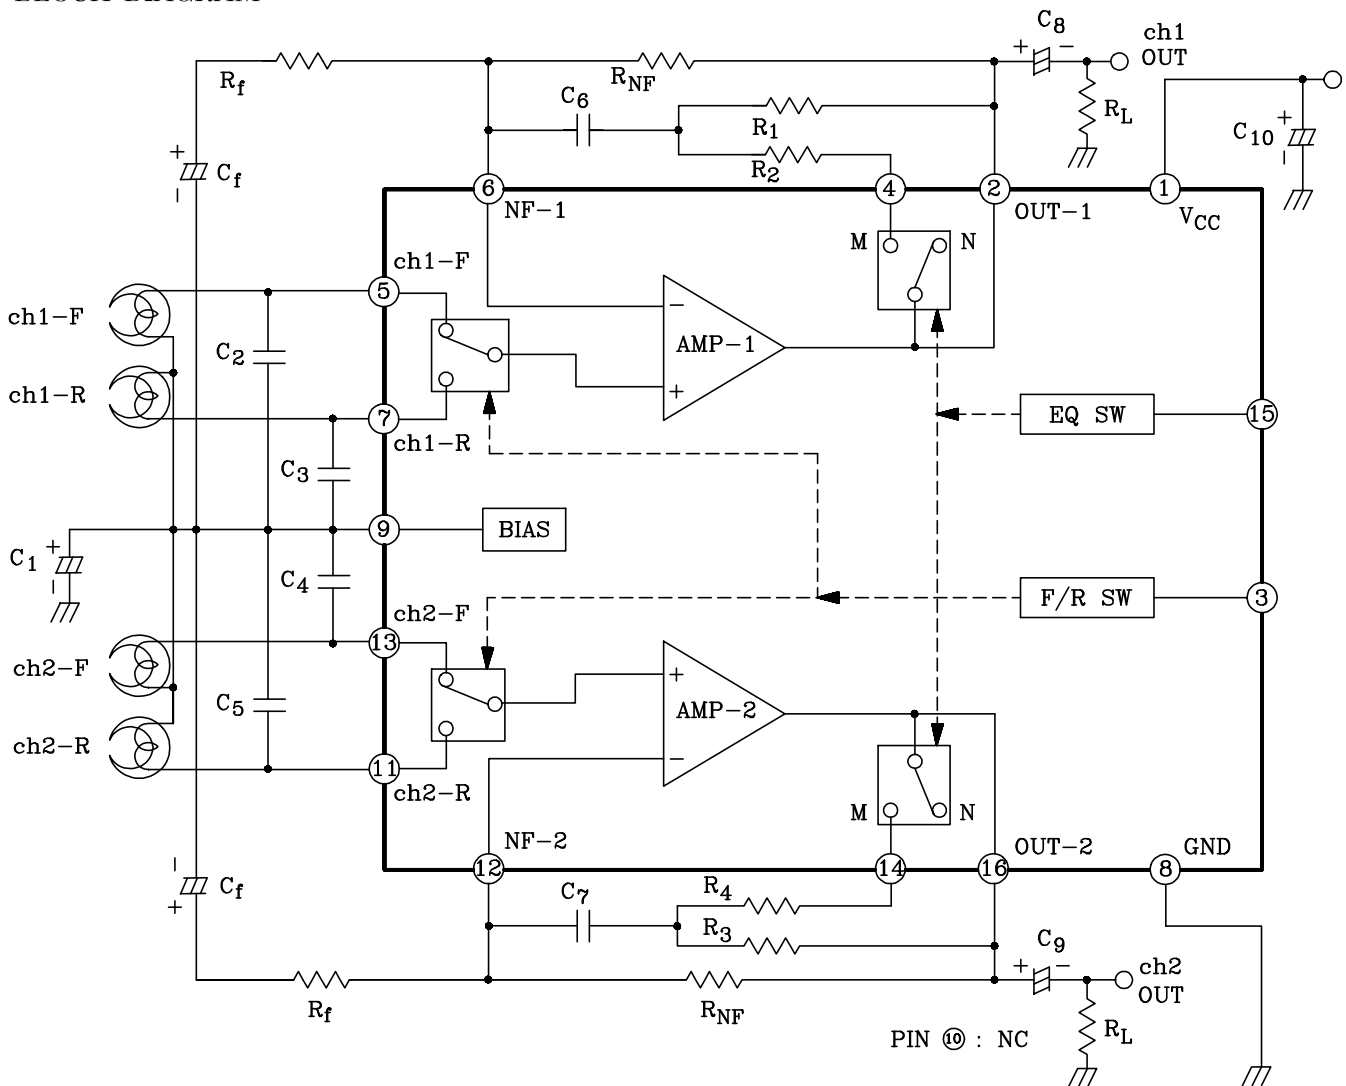 BLOCK DIAGRAM
C8
ch1
OUT
+ −
Rf
RNF
C6
R1
R2
RL
+
C10
−
+
Cf
−
6
4
2
1
NF-1
OUT-1
VCC
M
N
ch1-F
5
ch1-F
C2
AMP-1
−
+
ch1-R
7
ch1-R
EQ SW
15
C3
9
BIAS
+
C1
−
C4
F/R SW
3
ch2-F
13
ch2-F
C5
AMP-2
+
−
ch2-R
11
ch2-R
M
N
NF-2
OUT-2
GND
12
14
16
8
−
Cf
+
C7
R4
R3
C9
+ −
ch2
OUT
Rf
RNF
RL
PIN ⑩ : NC